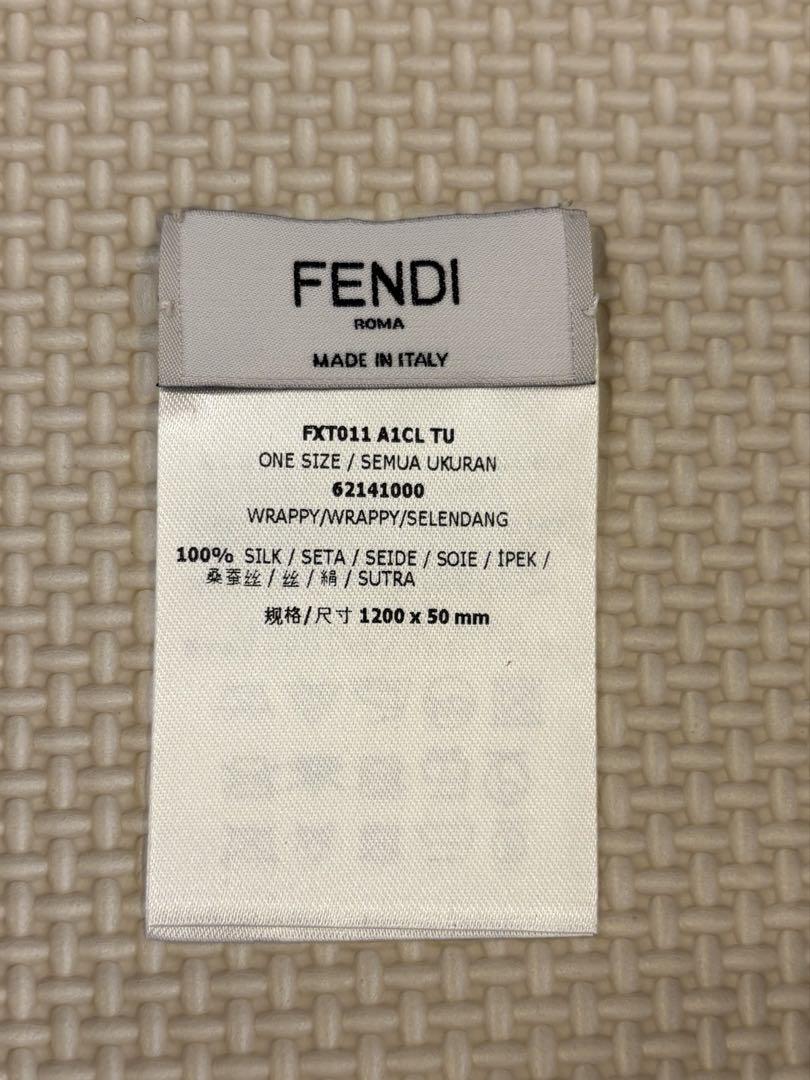 FENDI
ROMA
MADE IN ITALY
FXT011 A1CL TU
ONE SIZE / SEMUA UKURAN
62141000
WRAPPY/WRAPPY/SELENDANG
100% SILK / SETA / SEIDE / SOIE / İPEK /
桑蚕丝 / 丝 / 絹 / SUTRA
规格/尺寸 1200 x 50 mm